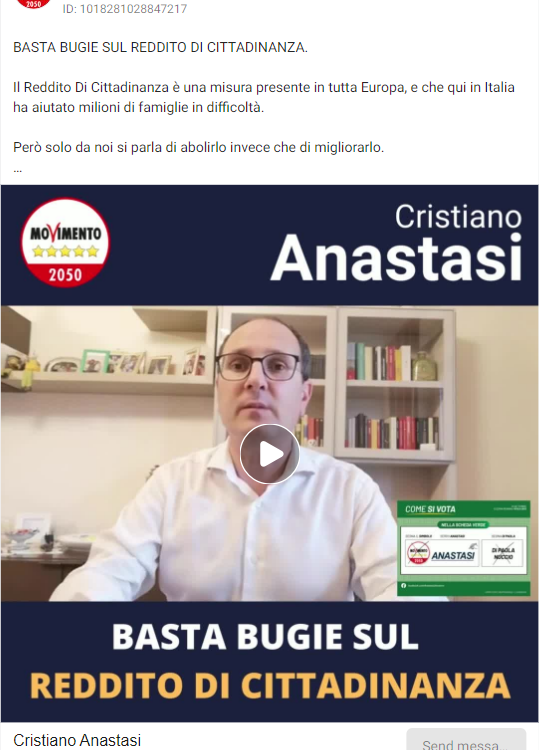 ID: 1018281028847217
BASTA BUGIE SUL REDDITO DI CITTADINANZA.
Il Reddito Di Cittadinanza è una misura presente in tutta Europa, e che qui in Italia
ha aiutato milioni di famiglie in difficoltà.
Però solo da noi si parla di abolirlo invece che di migliorarlo.
...
MOVIMENTO
2050
Cristiano
Anastasi
COME SI VOTA
NELLA SCHEDA VERDE
MOVIMENTO
2050
ANASTASI
DI PAOLA
NUCCIO
BASTA BUGIE SUL
REDDITO DI CITTADINANZA
Cristiano Anastasi
Send messa...